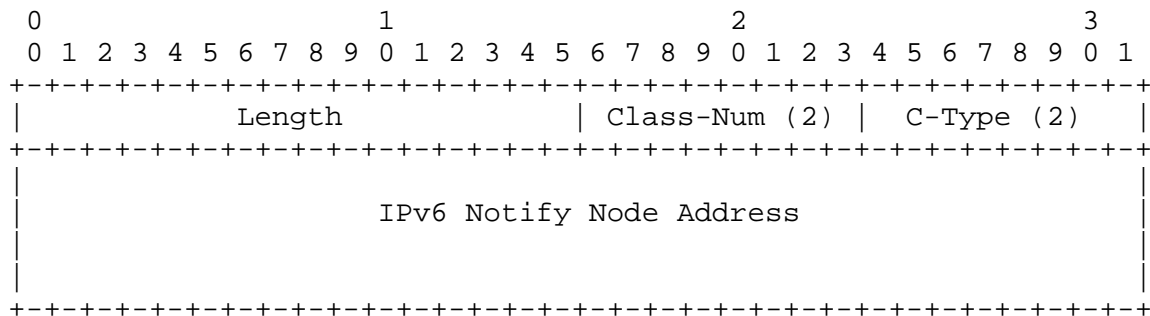 0                   1                   2                   3
 0 1 2 3 4 5 6 7 8 9 0 1 2 3 4 5 6 7 8 9 0 1 2 3 4 5 6 7 8 9 0 1
+-+-+-+-+-+-+-+-+-+-+-+-+-+-+-+-+-+-+-+-+-+-+-+-+-+-+-+-+-+-+-+-+
|            Length             | Class-Num (2) |  C-Type (2)   |
+-+-+-+-+-+-+-+-+-+-+-+-+-+-+-+-+-+-+-+-+-+-+-+-+-+-+-+-+-+-+-+-+
|                                                               |
|                    IPv6 Notify Node Address                   |
|                                                               |
|                                                               |
+-+-+-+-+-+-+-+-+-+-+-+-+-+-+-+-+-+-+-+-+-+-+-+-+-+-+-+-+-+-+-+-+